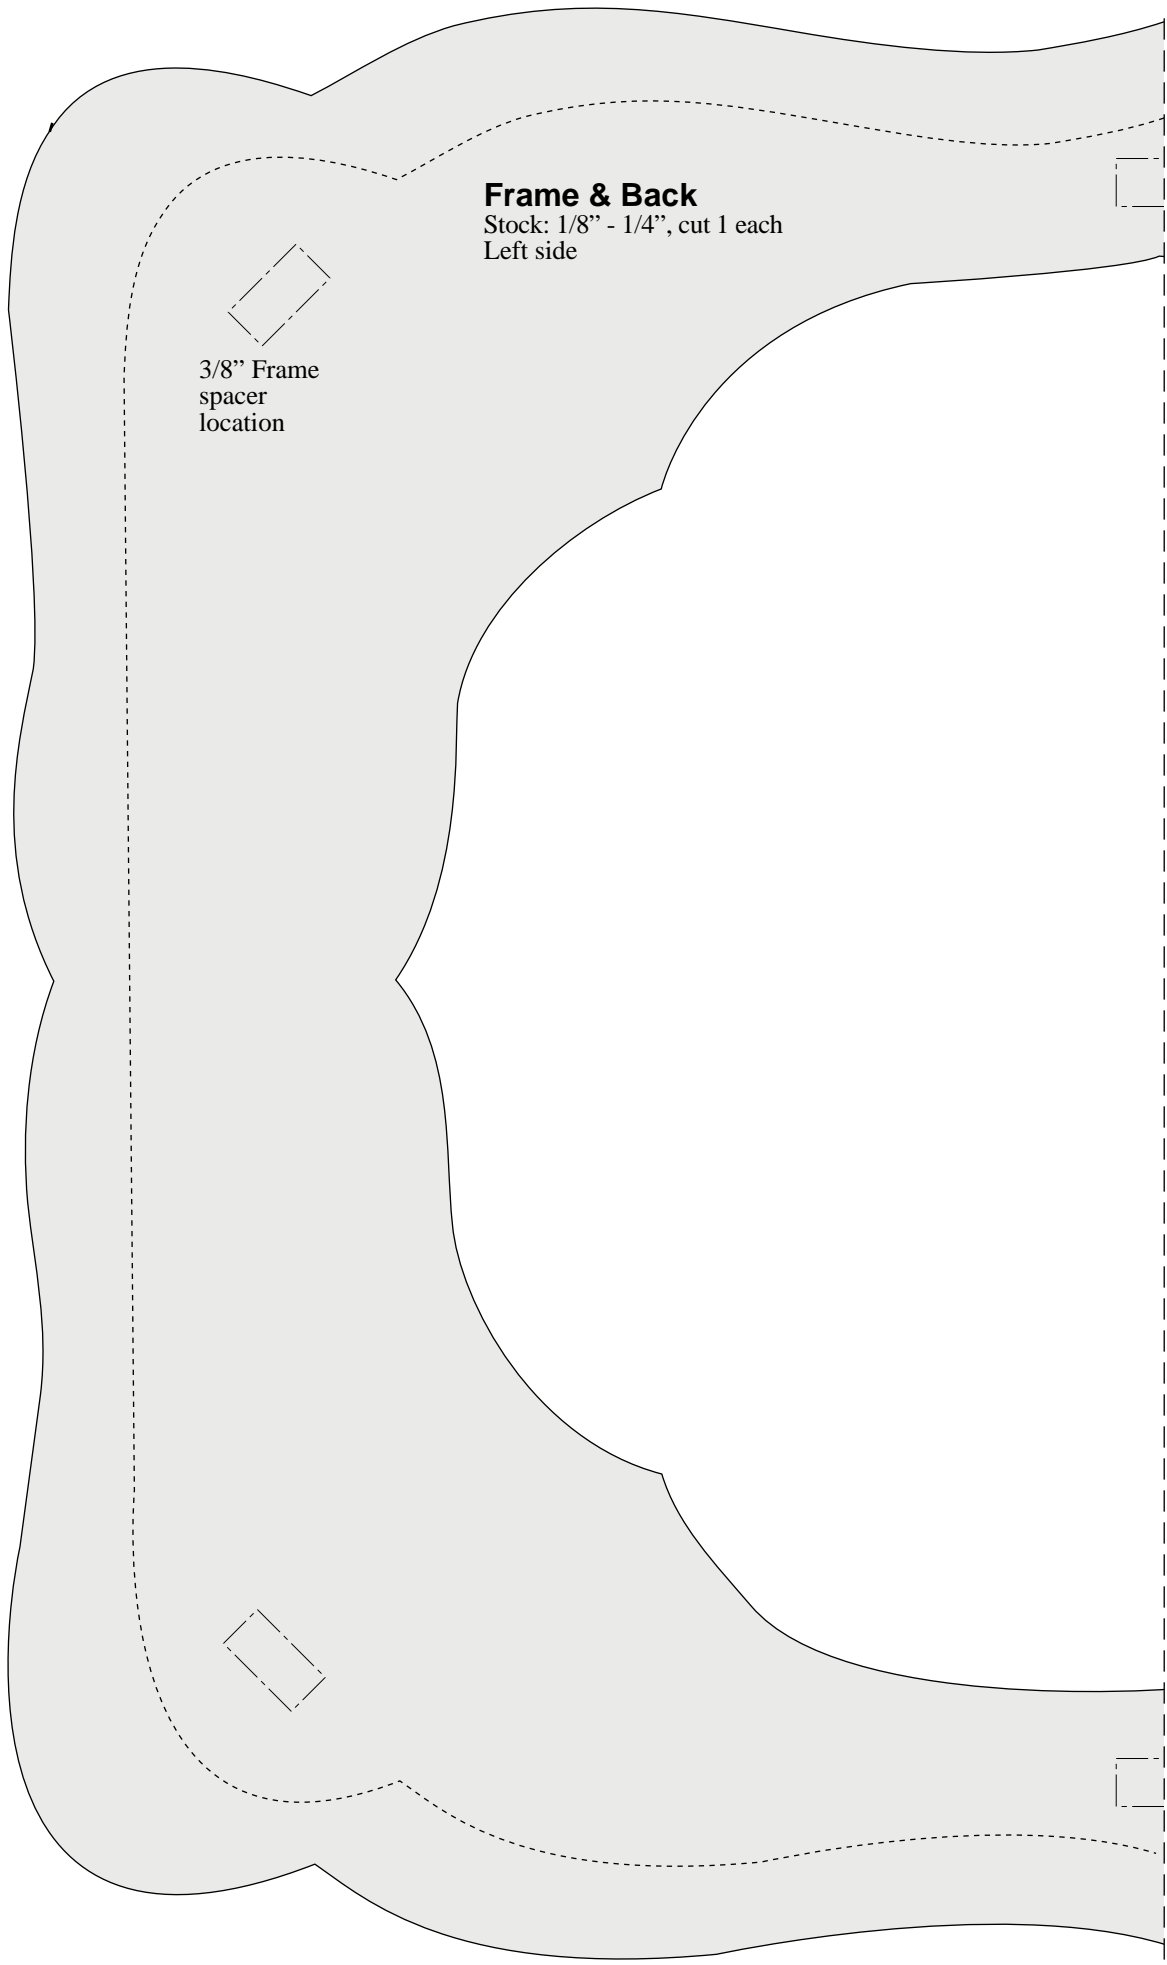 Frame & Back
Stock: 1/8” - 1/4”, cut 1 each
Left side
3/8” Frame
spacer
location